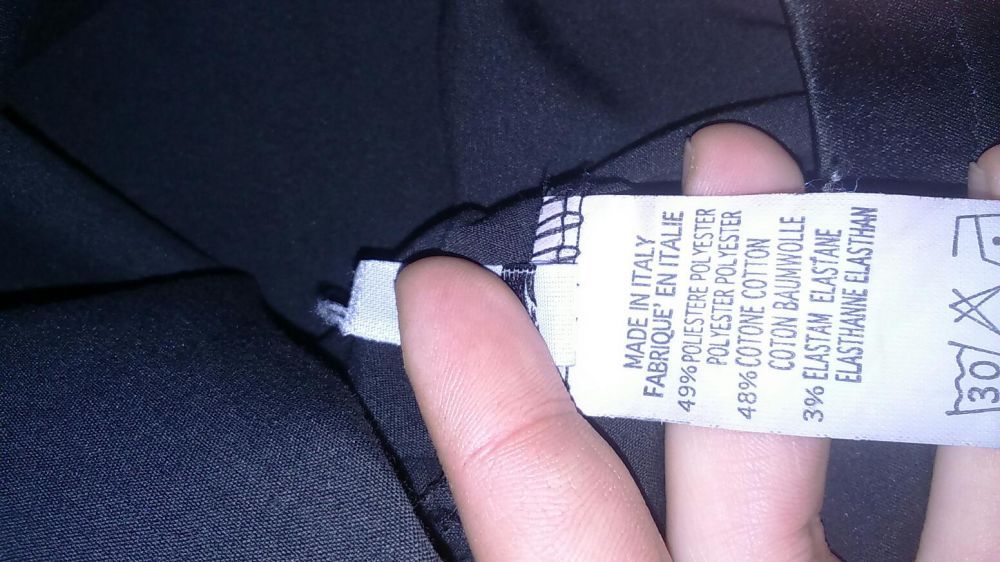 MADE IN ITALY
FABRIQUE' EN ITALIE
49% POLIESTERE POLYESTER
POLYESTER POLYESTER
48% COTONE COTTON
COTON BAUMWOLLE
3% ELASTAM ELASTANE
ELASTHANNE ELASTHAN
30